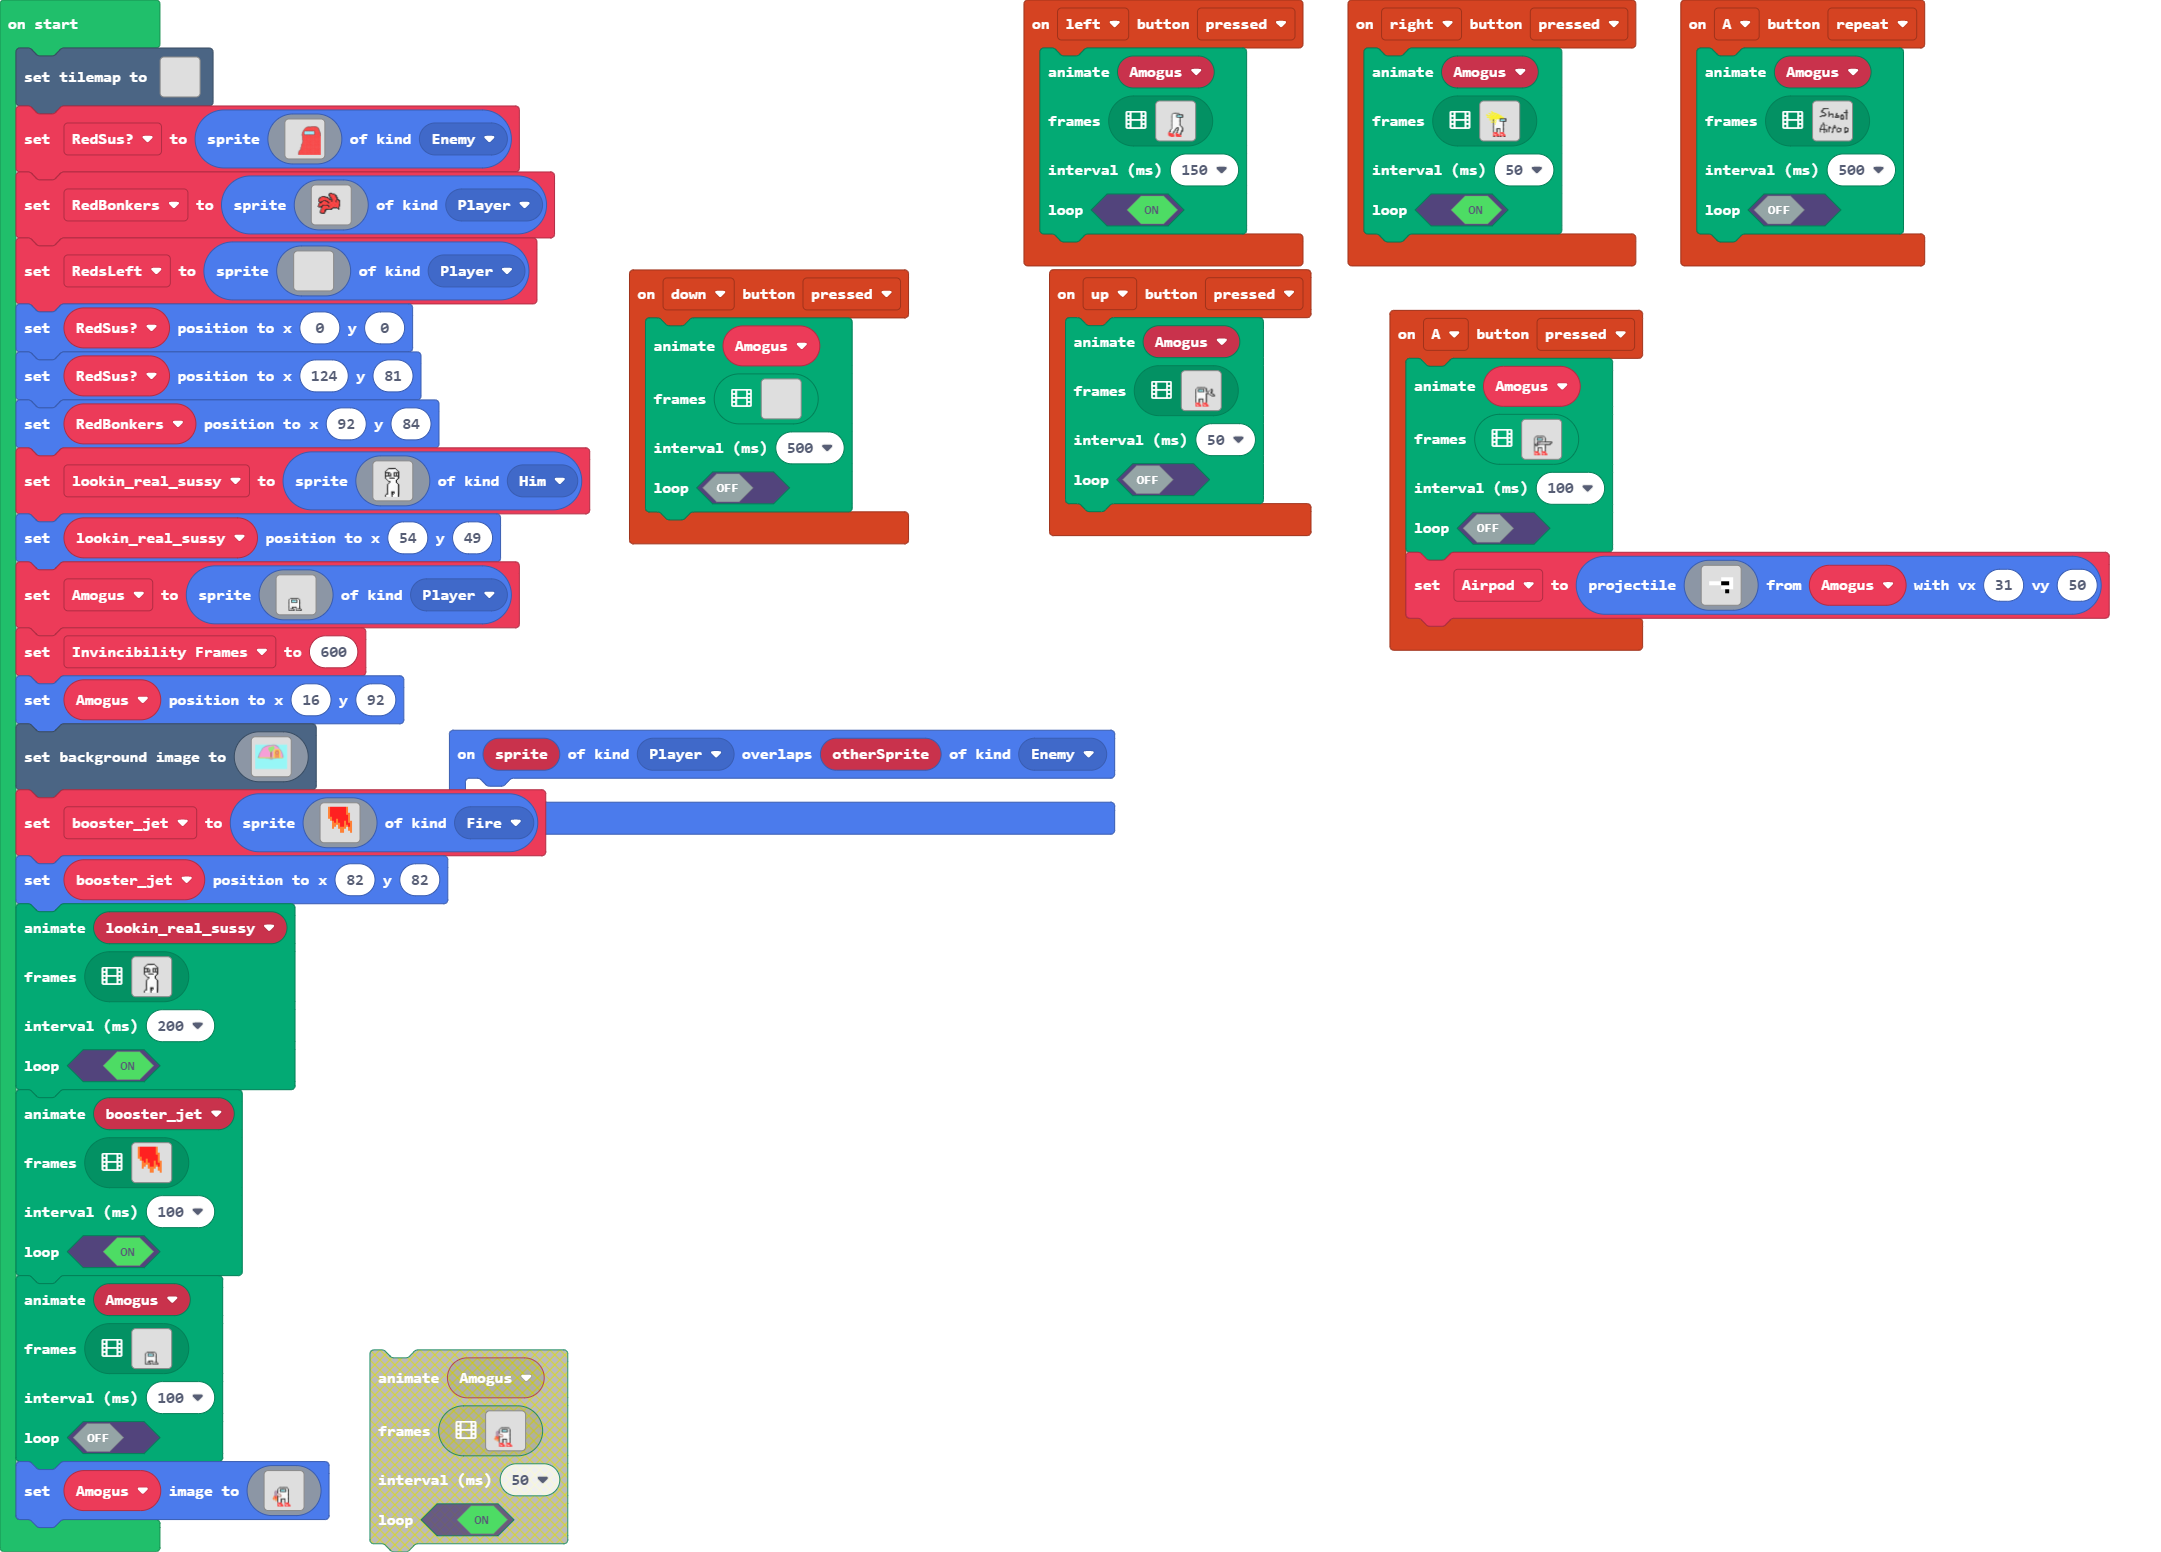 on start
set tilemap to
set RedSus? to sprite of kind Enemy
set RedBonkers to sprite of kind Player
set RedsLeft to sprite of kind Player
set RedSus? position to x 0 y 0
set RedSus? position to x 124 y 81
set RedBonkers position to x 92 y 84
set lookin_real_sussy to sprite of kind Him
set lookin_real_sussy position to x 54 y 49
set Amogus to sprite of kind Player
set Invincibility Frames to 600
set Amogus position to x 16 y 92
set background image to
set booster_jet to sprite of kind Fire
set booster_jet position to x 82 y 82
animate lookin_real_sussy
frames
interval (ms) 200
loop ON
animate booster_jet
frames
interval (ms) 100
loop ON
animate Amogus
frames
interval (ms) 100
loop OFF
set Amogus image to
on left button pressed
animate Amogus
frames
interval (ms) 150
loop ON
on right button pressed
animate Amogus
frames
interval (ms) 50
loop ON
on A button repeat
animate Amogus
frames Shoot
AirPod
interval (ms) 500
loop OFF
on down button pressed
animate Amogus
frames
interval (ms) 500
loop OFF
on up button pressed
animate Amogus
frames
interval (ms) 50
loop OFF
on A button pressed
animate Amogus
frames
interval (ms) 100
loop OFF
set Airpod to projectile from Amogus with vx 31 vy 50
on sprite of kind Player overlaps otherSprite of kind Enemy
animate Amogus
frames
interval (ms) 50
loop ON